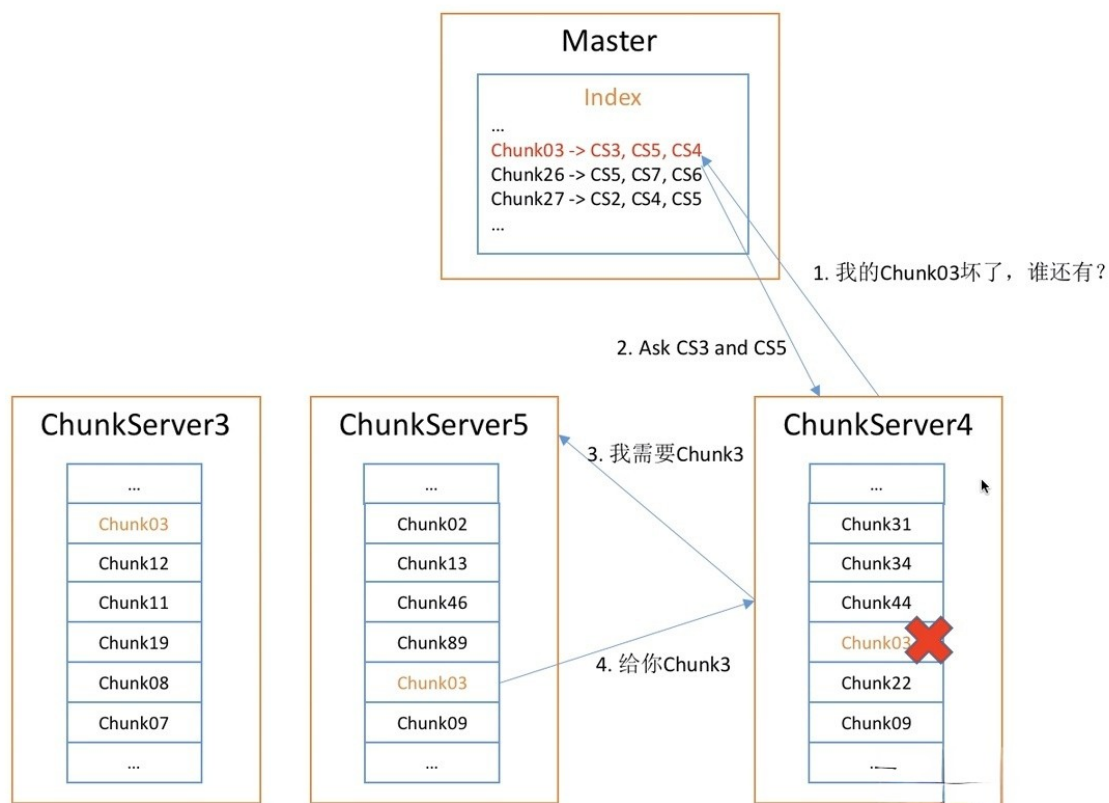 Master
Index
...
Chunk03 -> CS3, CS5, CS4
Chunk26 -> CS5, CS7, CS6
Chunk27 -> CS2, CS4, CS5
...
1. 我的Chunk03坏了，谁还有？
2. Ask CS3 and CS5
ChunkServer3
...
Chunk03
Chunk12
Chunk11
Chunk19
Chunk08
Chunk07
...
ChunkServer5
...
Chunk02
Chunk13
Chunk46
Chunk89
Chunk03
Chunk09
...
3. 我需要Chunk3
4. 给你Chunk3
ChunkServer4
...
Chunk31
Chunk34
Chunk44
Chunk03
Chunk22
Chunk09
...